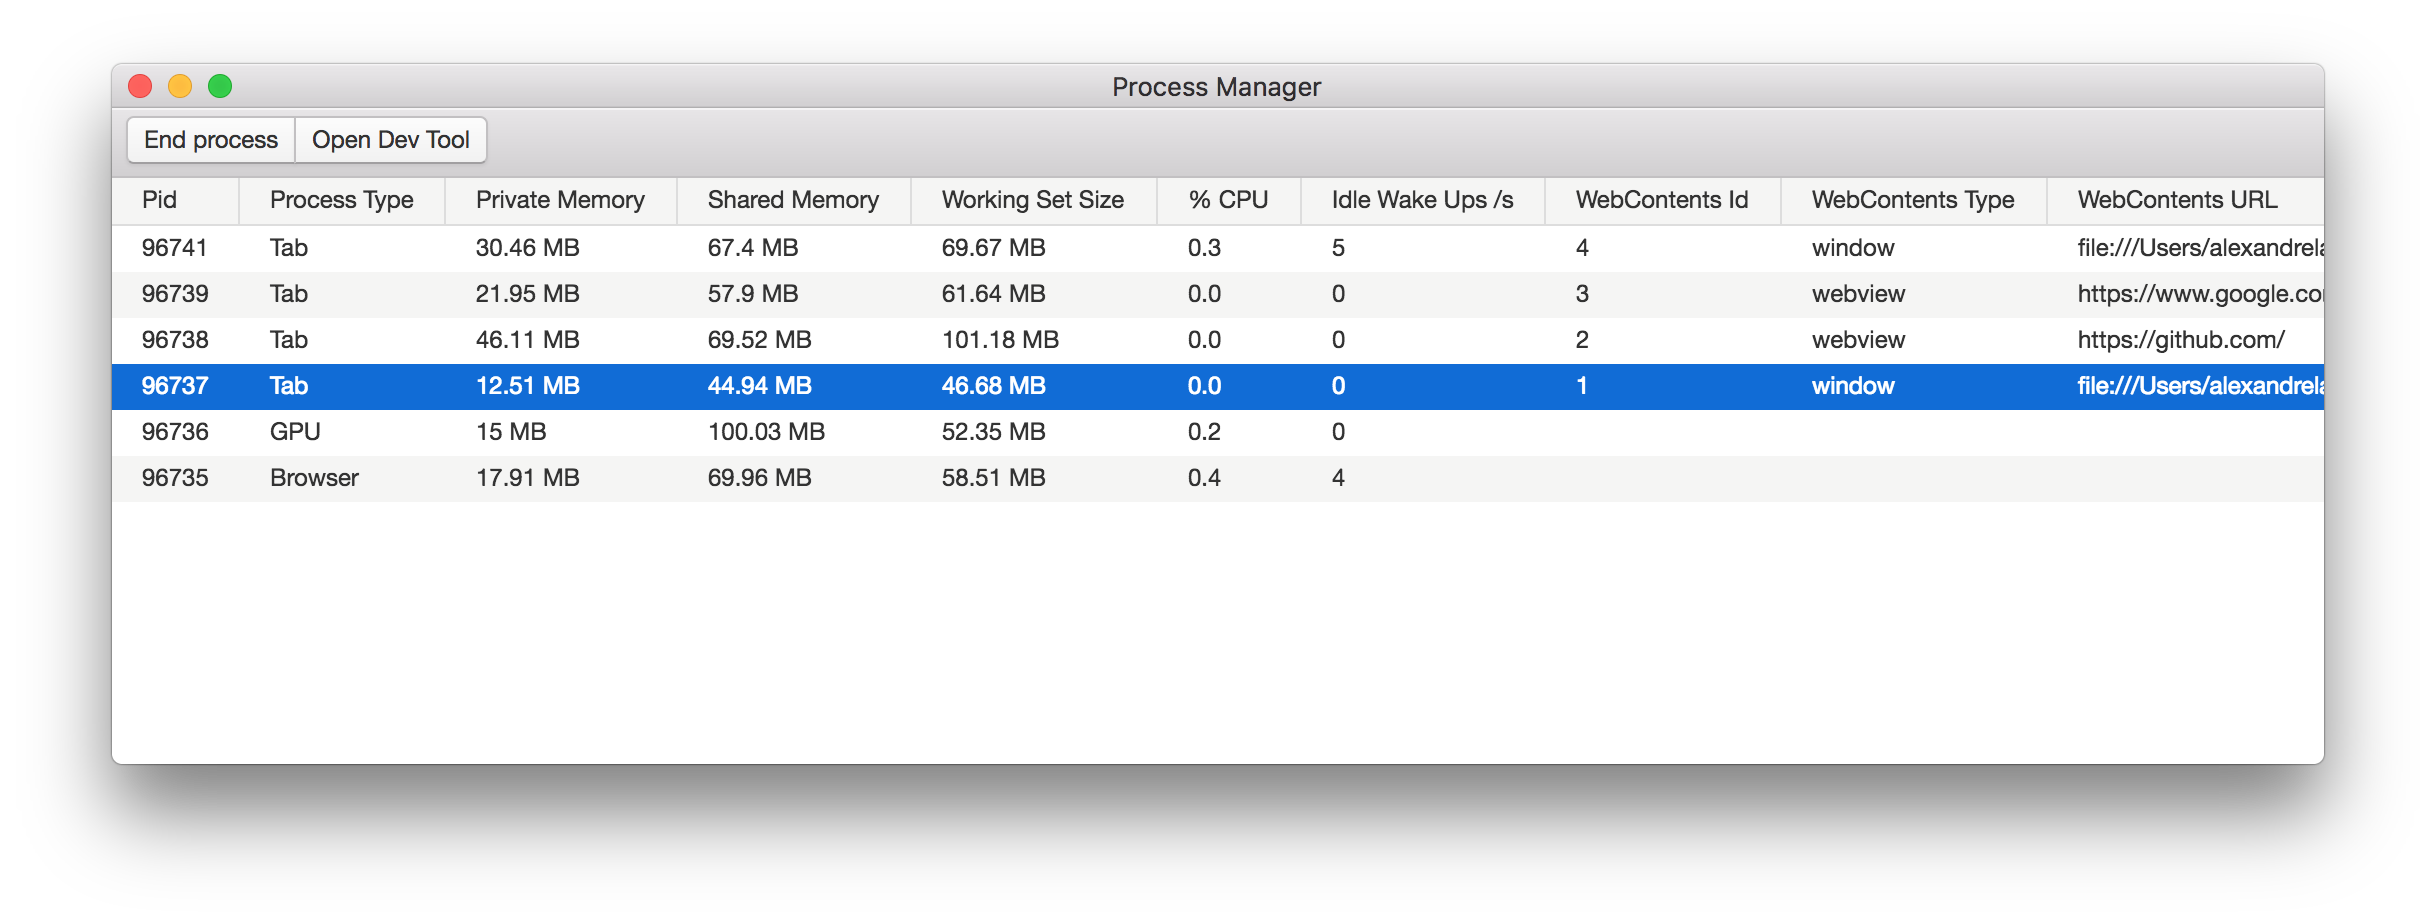 Process Manager
End process Open Dev Tool
Pid Process Type Private Memory Shared Memory Working Set Size % CPU Idle Wake Ups /s WebContents Id WebContents Type WebContents URL
96741 Tab 30.46 MB 67.4 MB 69.67 MB 0.3 5 4 window file:///Users/alexandrela
96739 Tab 21.95 MB 57.9 MB 61.64 MB 0.0 0 3 webview https://www.google.co
96738 Tab 46.11 MB 69.52 MB 101.18 MB 0.0 0 2 webview https://github.com/
96737 Tab 12.51 MB 44.94 MB 46.68 MB 0.0 0 1 window file:///Users/alexandrela
96736 GPU 15 MB 100.03 MB 52.35 MB 0.2 0
96735 Browser 17.91 MB 69.96 MB 58.51 MB 0.4 4